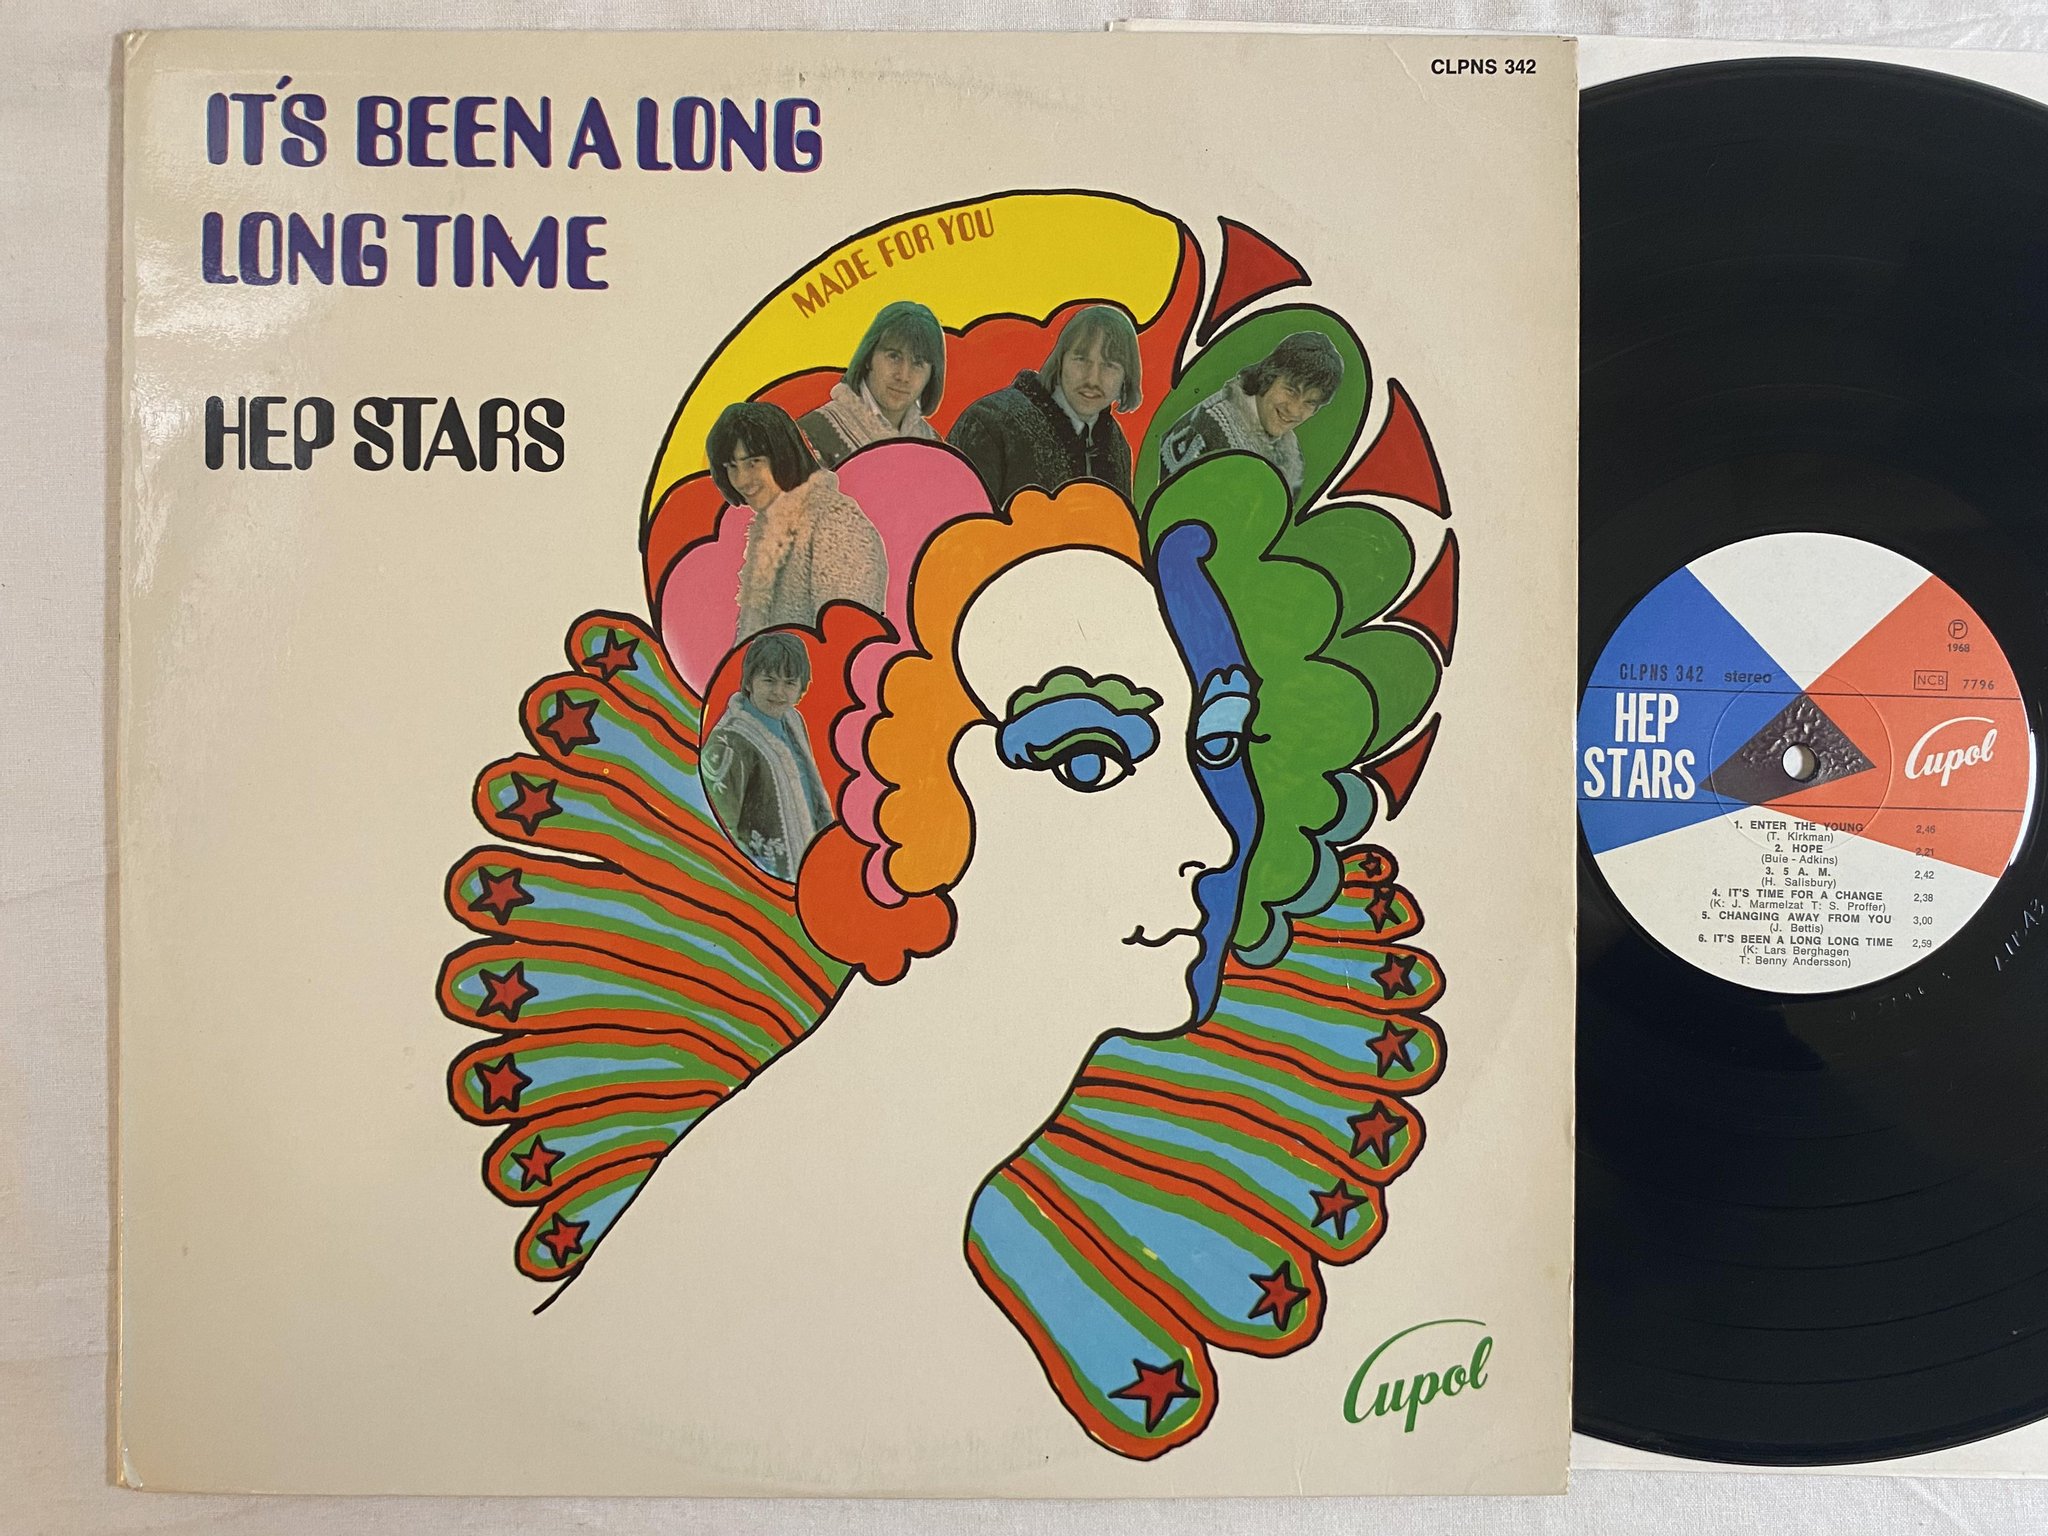 CLPNS 342
IT'S BEEN A LONG
LONG TIME
MADE FOR YOU
HEP STARS
Cupol
P
1968
CLPNS 342 stereo
NCB 7796
HEP
STARS
Cupol
1. ENTER THE YOUNG 2,46
(T. Kirkman)
2. HOPE 2,21
(Buie - Adkins)
3. 5 A. M. 2,42
(H. Salisbury)
4. IT'S TIME FOR A CHANGE 2,38
(K: J. Marmelzat T: S. Proffer)
5. CHANGING AWAY FROM YOU 3,00
(J. Bettis)
6. IT'S BEEN A LONG LONG TIME 2,59
(K: Lars Berghagen
T: Benny Andersson)